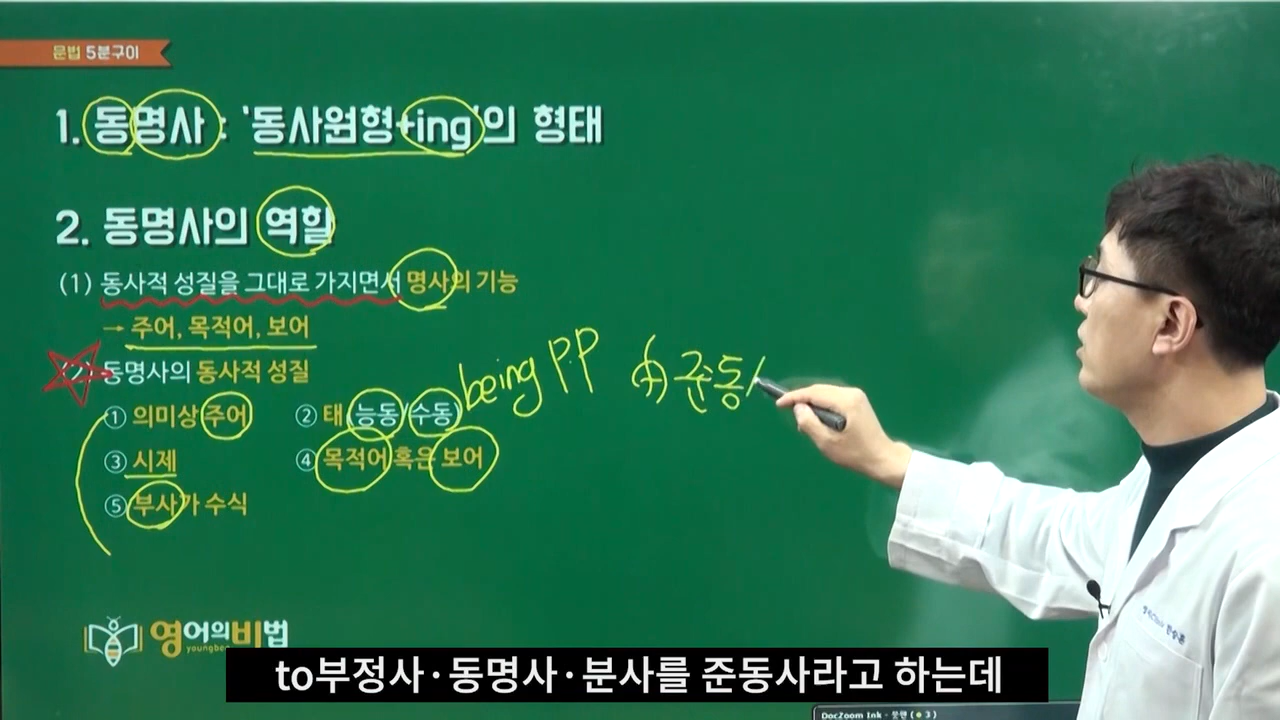 문법 5분구이
1. 동명사 : '동사원형+ing'의 형태
2. 동명사의 역할
(1) 동사적 성질을 그대로 가지면서 명사의 기능
→ 주어, 목적어, 보어
동명사의 동사적 성질
being P.P
(+) 준동사
① 의미상 주어 ② 태(능동/수동)
③ 시제 ④ 목적어 혹은 보어
⑤ 부사가 수식
영어의비법
to부정사·동명사·분사를 준동사라고 하는데
DocZoom Ink - 붓펜 ( 3 )